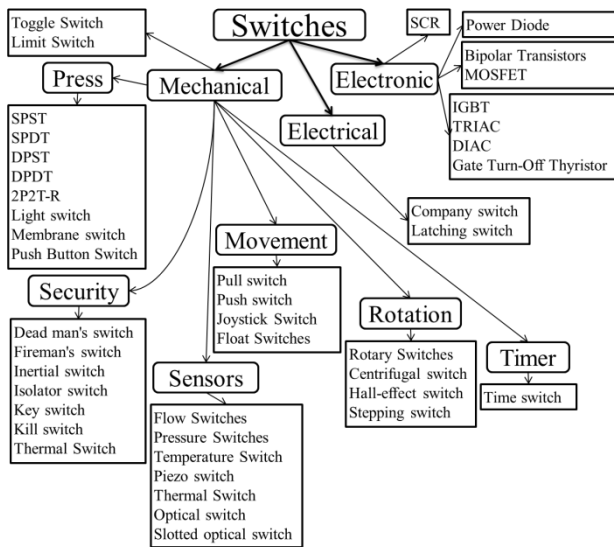 Switches
Toggle Switch
Limit Switch
SCR
Power Diode
Press
Mechanical
Electronic
Bipolar Transistors
MOSFET
SPST
SPDT
DPST
DPDT
2P2T-R
Light switch
Membrane switch
Push Button Switch
Electrical
IGBT
TRIAC
DIAC
Gate Turn-Off Thyristor
Company switch
Latching switch
Movement
Pull switch
Push switch
Joystick Switch
Float Switches
Security
Dead man's switch
Fireman's switch
Inertial switch
Isolator switch
Key switch
Kill switch
Thermal Switch
Sensors
Flow Switches
Pressure Switches
Temperature Switch
Piezo switch
Thermal Switch
Optical switch
Slotted optical switch
Rotation
Rotary Switches
Centrifugal switch
Hall-effect switch
Stepping switch
Timer
Time switch